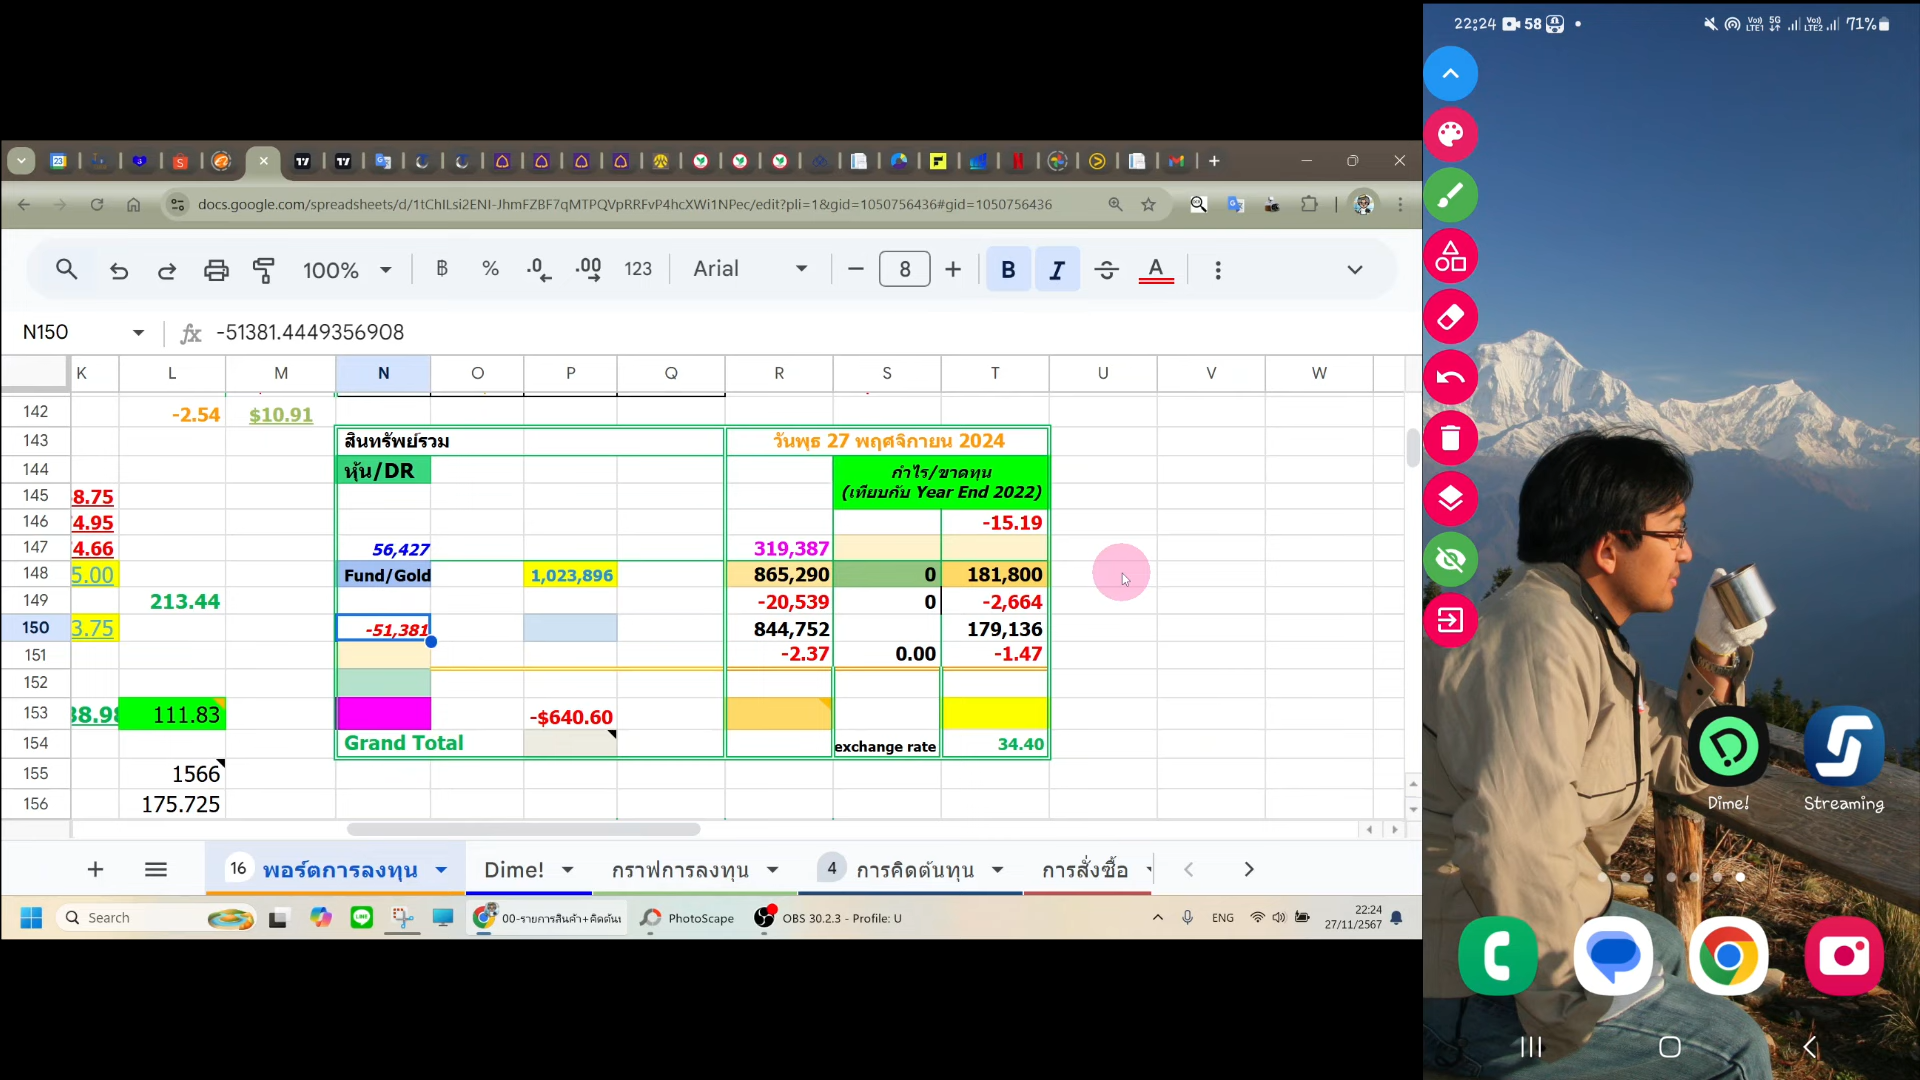 22:24 58 71%
docs.google.com/spreadsheets/d/1tChlLsi2ENI-JhmFZBF7qMTPQVpRRFvP4hcXWi1NPec/edit?pli=1&gid=1050756436#gid=1050756436
100% ฿ % .0 .00 123 Arial 8 B I A
N150 fx -51381.4449356908
K L M N O P Q R S T U V W
142 -2.54 $10.91
143 สินทรัพย์รวม วันพุธ 27 พฤศจิกายน 2024
144 หุ้น/DR กำไร/ขาดทุน
145 8.75 (เทียบกับ Year End 2022)
146 4.95 -15.19
147 4.66 56,427 319,387
148 5.00 Fund/Gold 1,023,896 865,290 0 181,800
149 213.44 -20,539 0 -2,664
150 3.75 -51,381 844,752 179,136
151 -2.37 0.00 -1.47
152
153 38.98 111.83 -$640.60
154 Grand Total exchange rate 34.40
155 1566
156 175.725
16 พอร์ตการลงทุน Dime! กราฟการลงทุน 4 การคิดต้นทุน การสั่งซื้อ
Search PhotoScape OBS 30.2.3 - Profile: U ENG 22:24
27/11/2567
Dime! Streaming